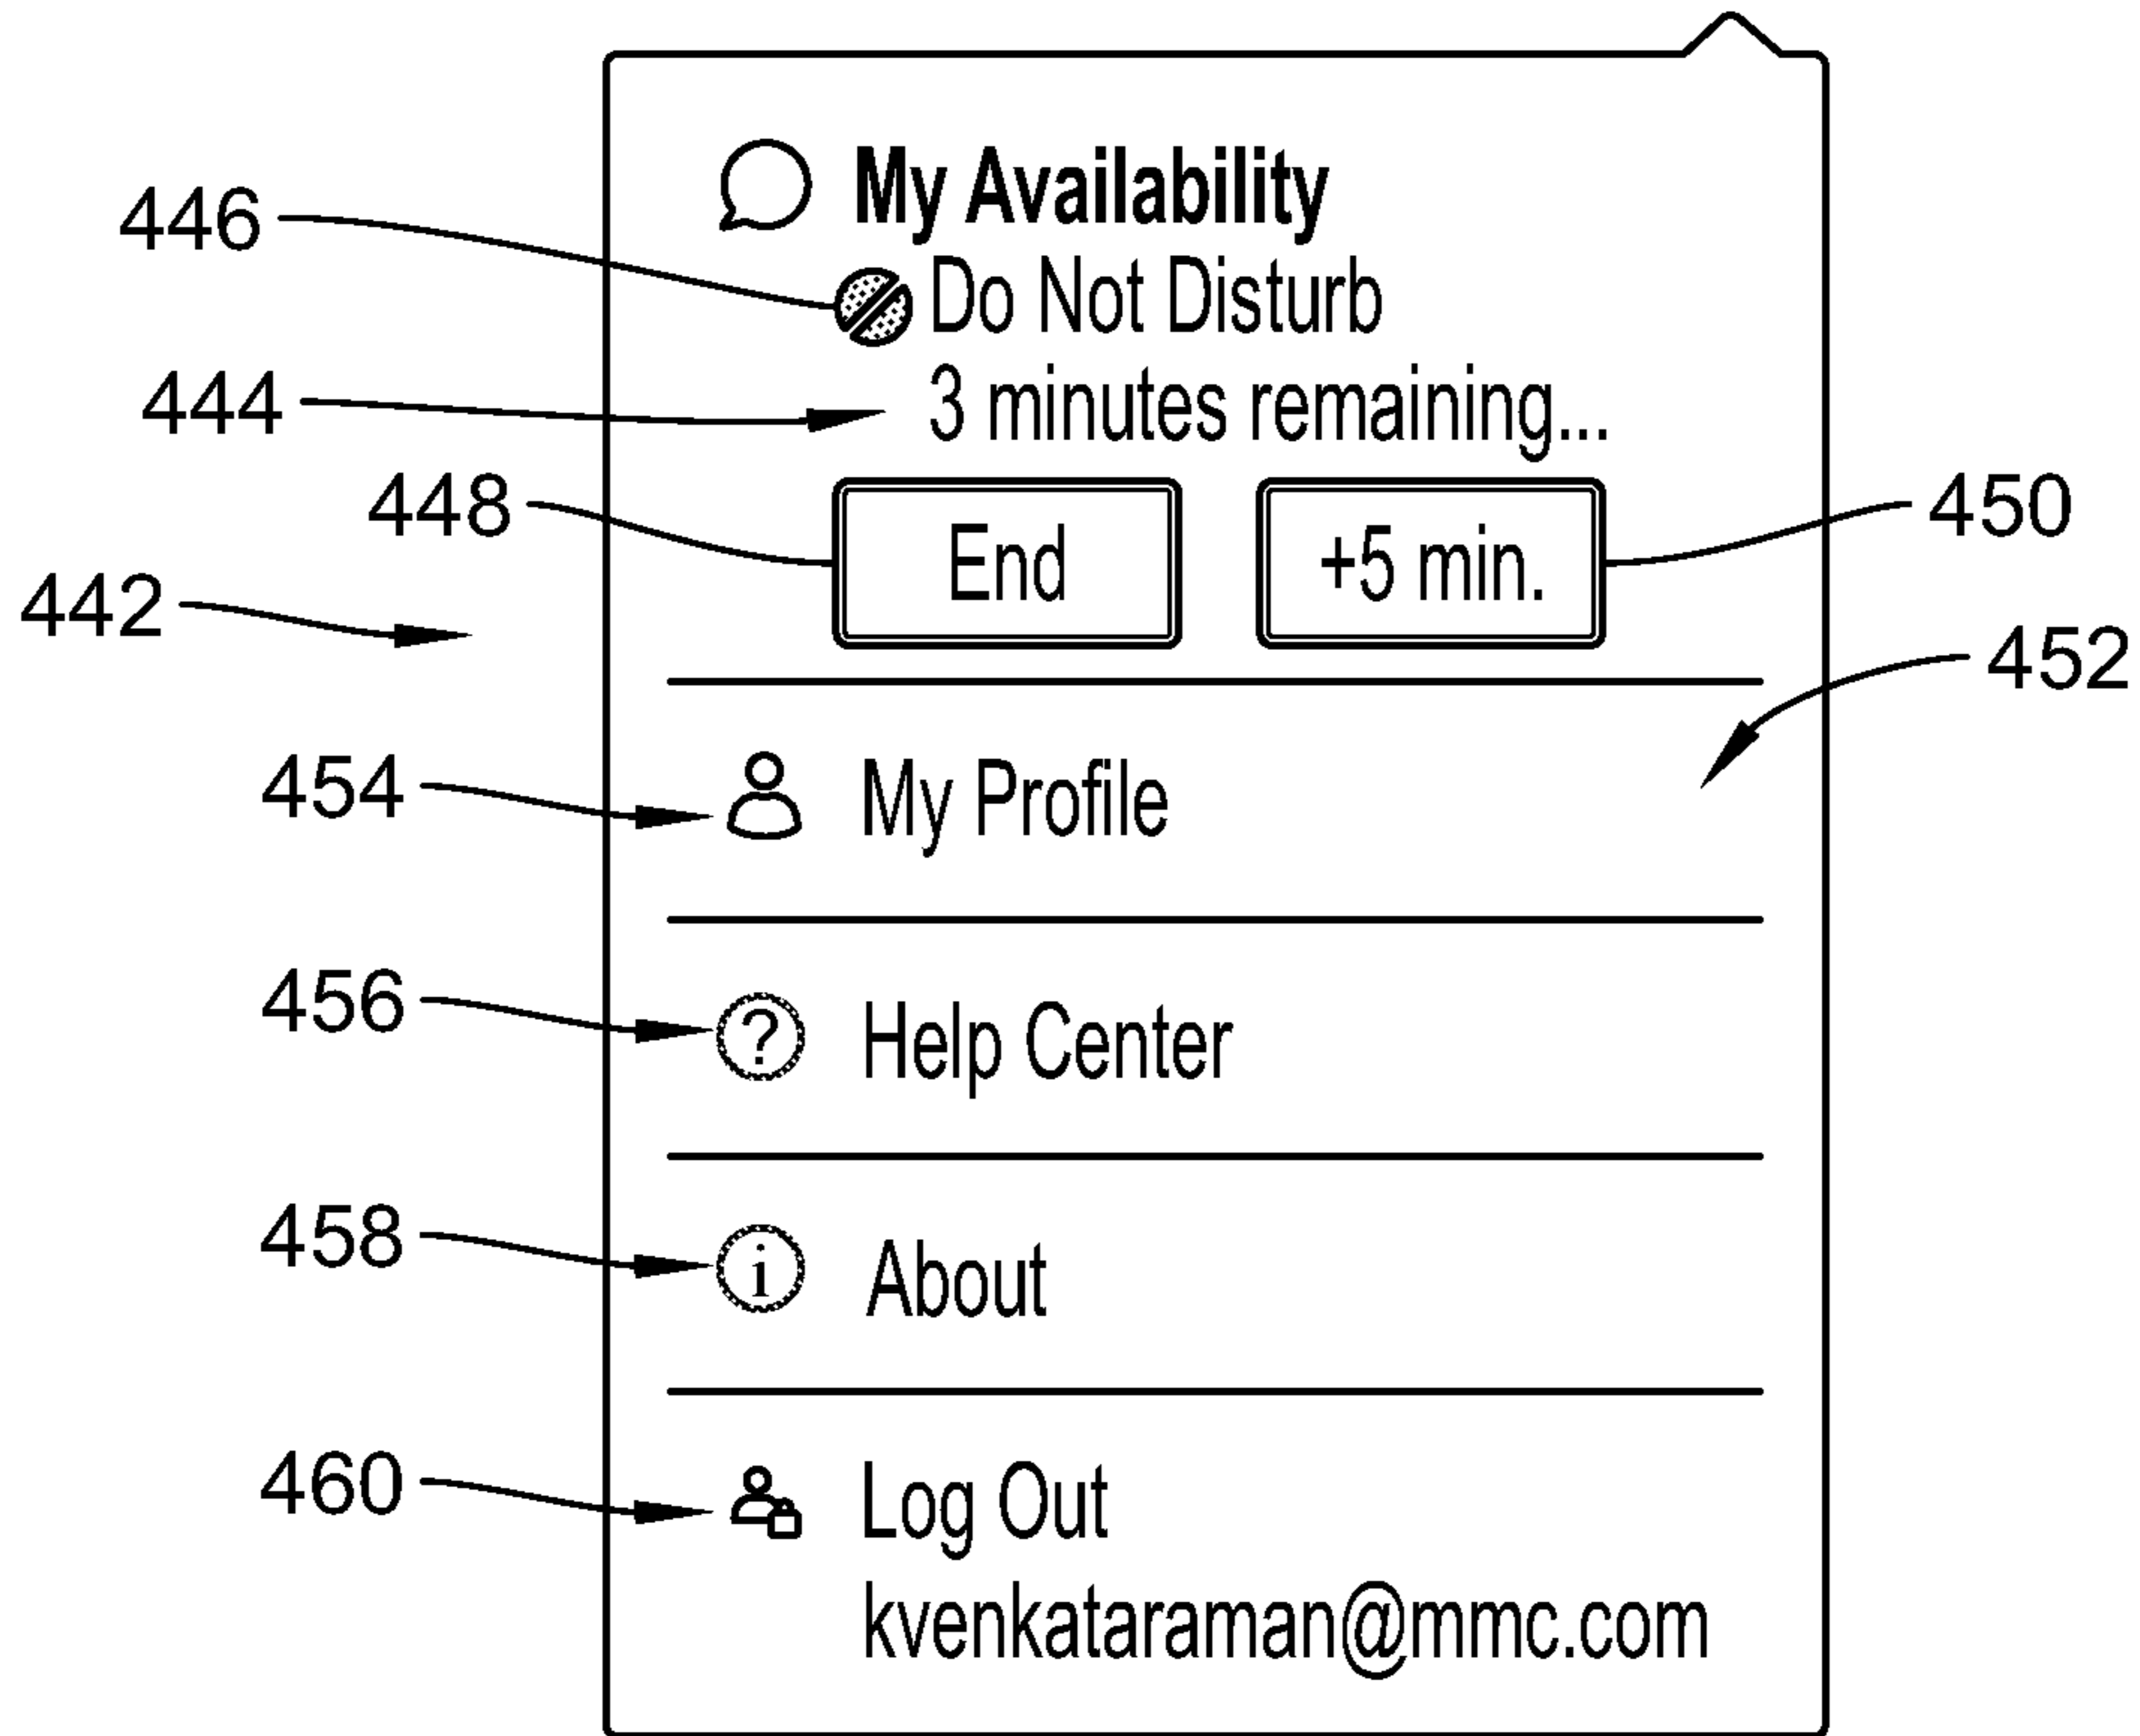 My Availability
446
Do Not Disturb
444
3 minutes remaining...
448
End
+5 min.
450
442
452
454
My Profile
456
? Help Center
458
i About
460
Log Out
kvenkataraman@mmc.com